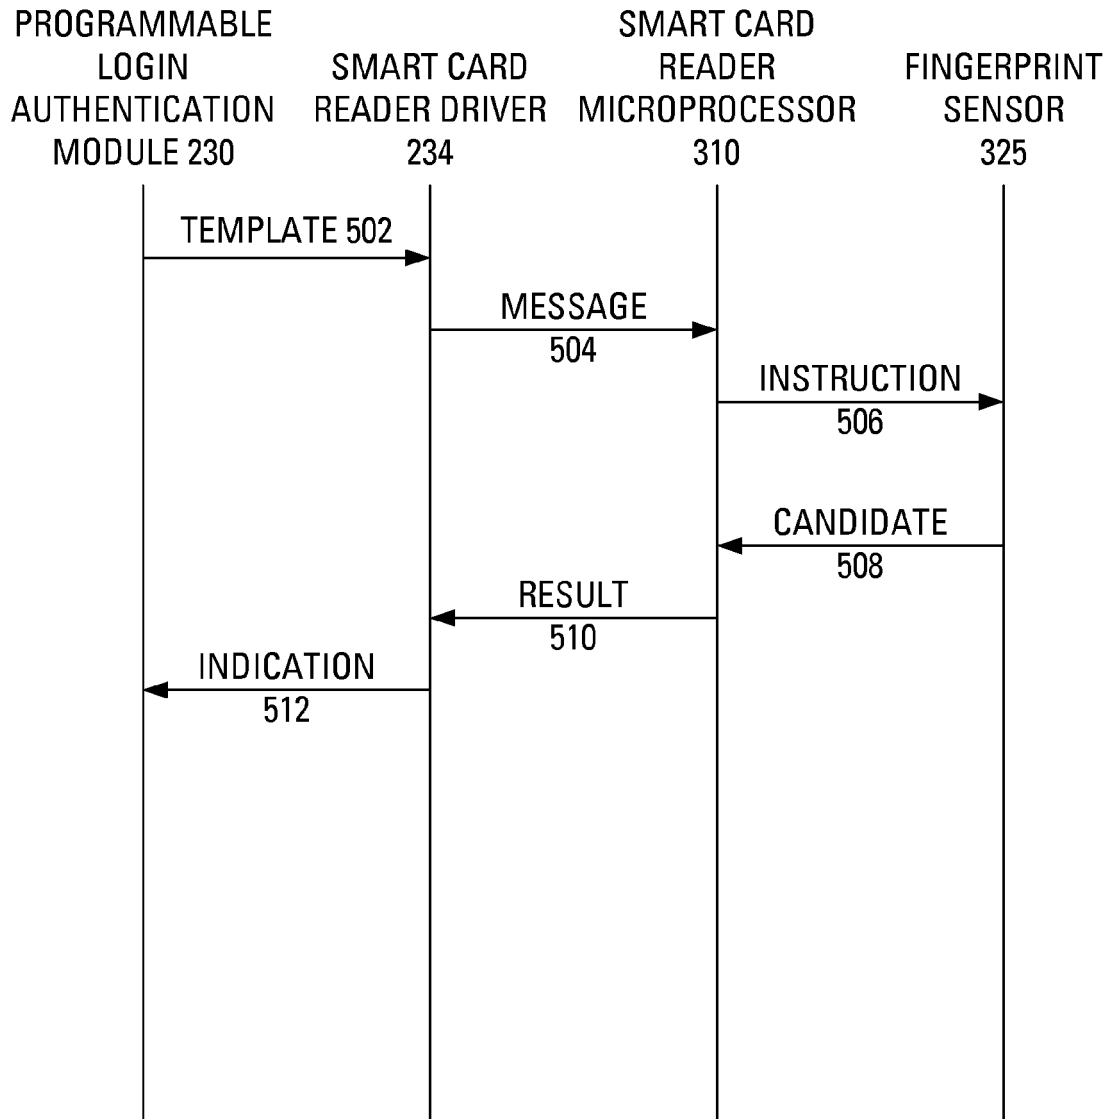 PROGRAMMABLE
LOGIN
AUTHENTICATION
MODULE 230
SMART CARD
READER DRIVER
234
SMART CARD
READER
MICROPROCESSOR
310
FINGERPRINT
SENSOR
325
TEMPLATE 502
MESSAGE
504
INSTRUCTION
506
CANDIDATE
508
RESULT
510
INDICATION
512